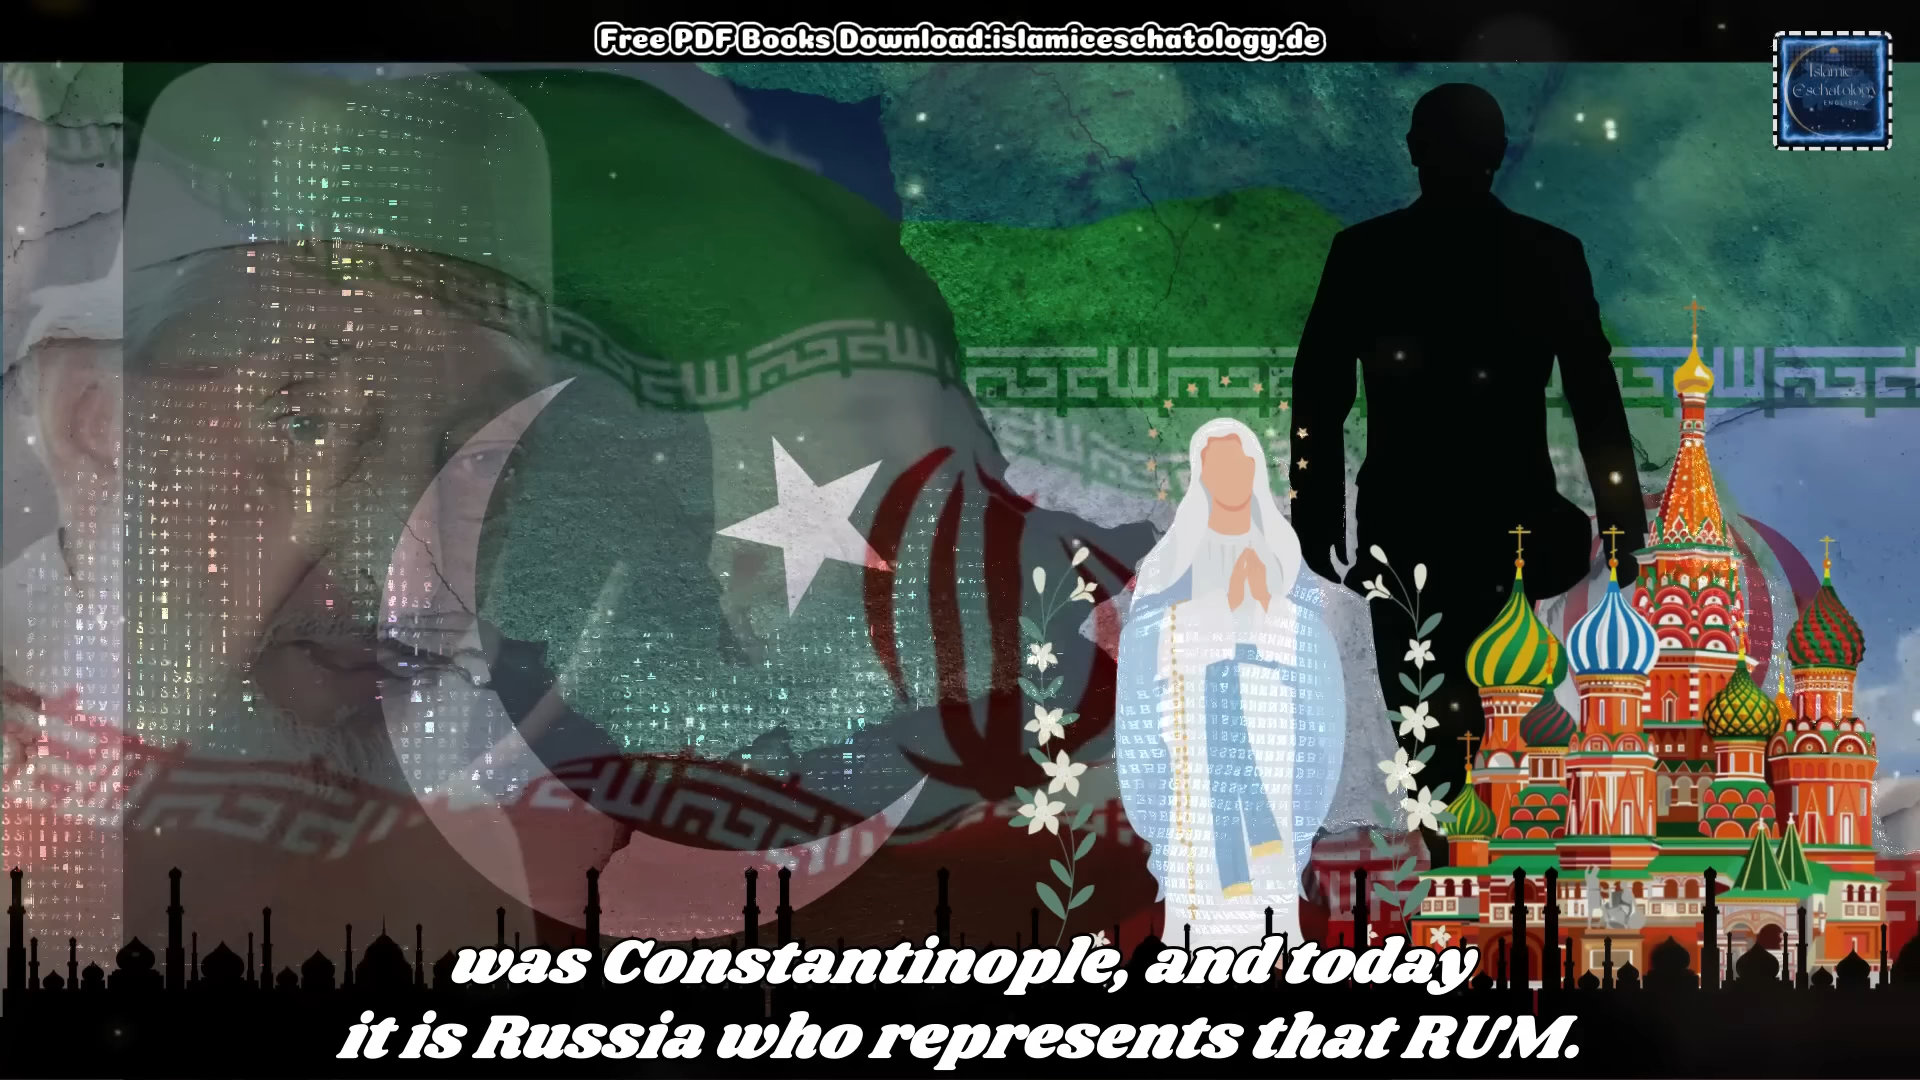 Free PDF Books Download:islamiceschatology.de
Islamic
Eschatology
ENGLISH
was Constantinople, and today
it is Russia who represents that RUM.